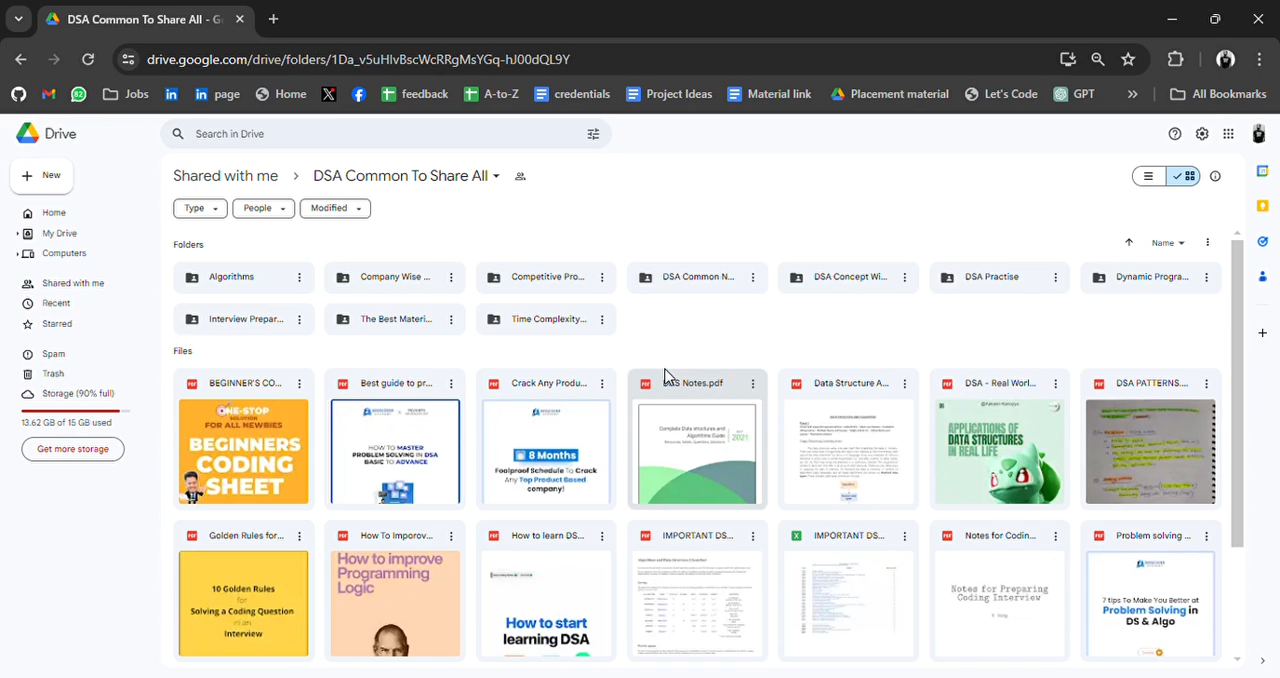 DSA Common To Share All - G
drive.google.com/drive/folders/1Da_v5uHlvBscWcRRgMsYGq-hJ00dQL9Y
82 Jobs in in page Home X feedback A-to-Z credentials Project Ideas Material link Placement material Let's Code GPT » All Bookmarks
Drive
Search in Drive
New
Home
My Drive
Computers
Shared with me
Recent
Starred
Spam
Trash
Storage (90% full)
13.62 GB of 15 GB used
Get more storage
Shared with me > DSA Common To Share All
Type People Modified
Folders
Name
Algorithms
Company Wise ...
Competitive Pro...
DSA Common N...
DSA Concept Wi...
DSA Practise
Dynamic Progra...
Interview Prepar...
The Best Materi...
Time Complexity...
Files
BEGINNER'S CO...
Best guide to pr...
Crack Any Produ...
Notes.pdf
Data Structure A...
DSA - Real Worl...
DSA PATTERNS....
ONE-STOP
SOLUTION
FOR ALL NEWBIES
BEGINNERS
CODING
SHEET
HOW TO MASTER
PROBLEM SOLVING IN DSA
BASIC TO ADVANCE
8 Months
Foolproof Schedule To Crack
Any Top Product Based
company!
Complete Data structures and
Algorithms Guide
2021
APPLICATIONS OF
DATA STRUCTURES
IN REAL LIFE
Golden Rules for...
How To Imporov...
How to learn DS...
IMPORTANT DS...
IMPORTANT DS...
Notes for Codin...
Problem solving ...
10 Golden Rules
for
Solving a Coding Question
in an
Interview
How to improve
Programming
Logic
How to start
learning DSA
Notes for Preparing
Coding Interview
7 tips To Make You Better at
Problem Solving in
DS & Algo